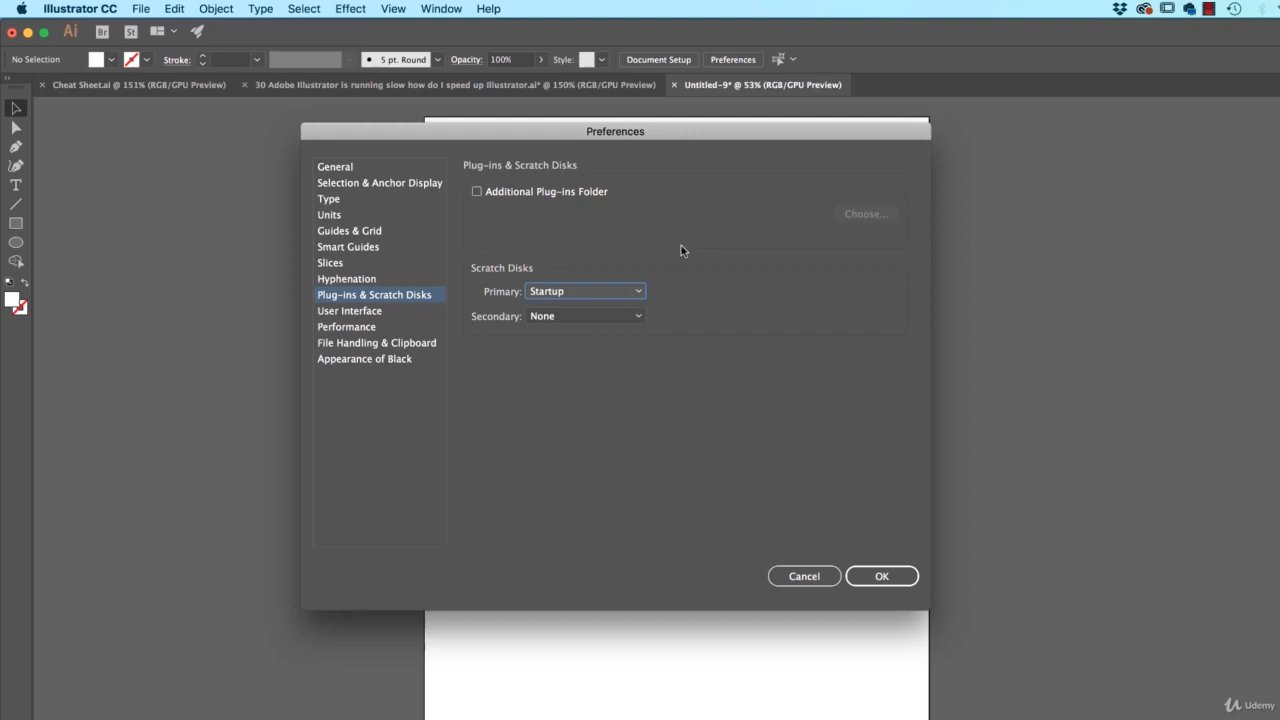 Illustrator CC File Edit Object Type Select Effect View Window Help
Ai Br St
No Selection Stroke: 5 pt. Round Opacity: 100% Style: Document Setup Preferences
Cheat Sheet.ai @ 151% (RGB/GPU Preview) 30 Adobe Illustrator is running slow how do I speed up Illustrator.ai* @ 150% (RGB/GPU Preview) Untitled-9* @ 53% (RGB/GPU Preview)
Preferences
General
Selection & Anchor Display
Type
Units
Guides & Grid
Smart Guides
Slices
Hyphenation
Plug-ins & Scratch Disks
User Interface
Performance
File Handling & Clipboard
Appearance of Black
Plug-ins & Scratch Disks
Additional Plug-ins Folder
Choose...
Scratch Disks
Primary: Startup
Secondary: None
Cancel OK
Udemy